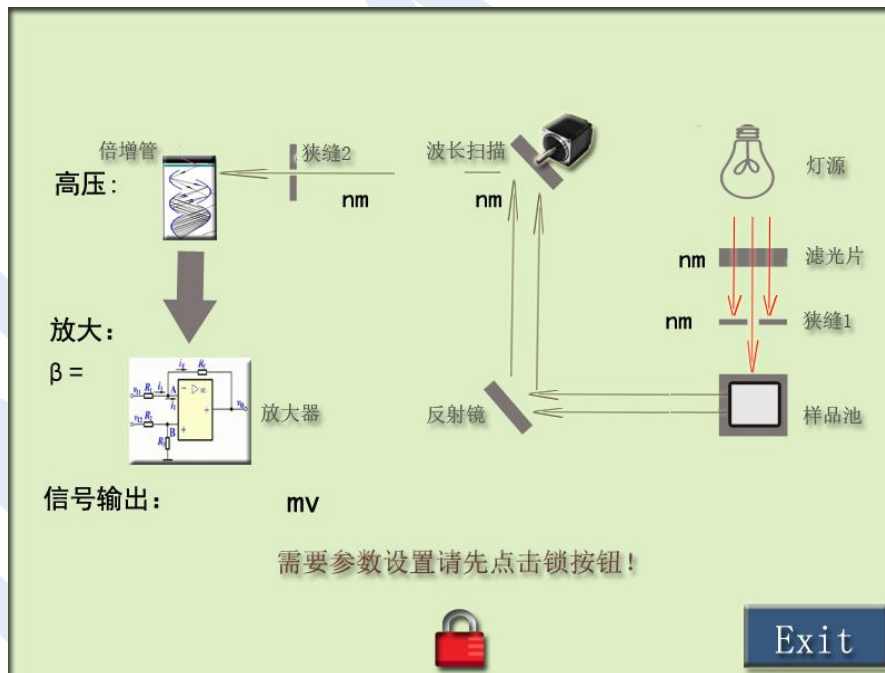 倍增管
狭缝2
波长扫描
灯源
高压:
nm
nm
nm
滤光片
nm
狭缝1
放大:
β=
放大器
反射镜
样品池
信号输出:
mv
需要参数设置请先点击锁按钮!
Exit